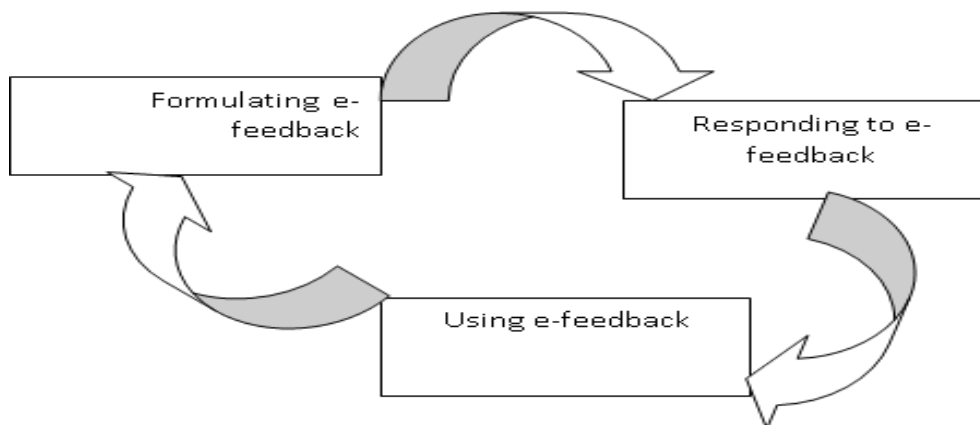 Formulating e-
feedback
Responding to e-
feedback
Using e-feedback